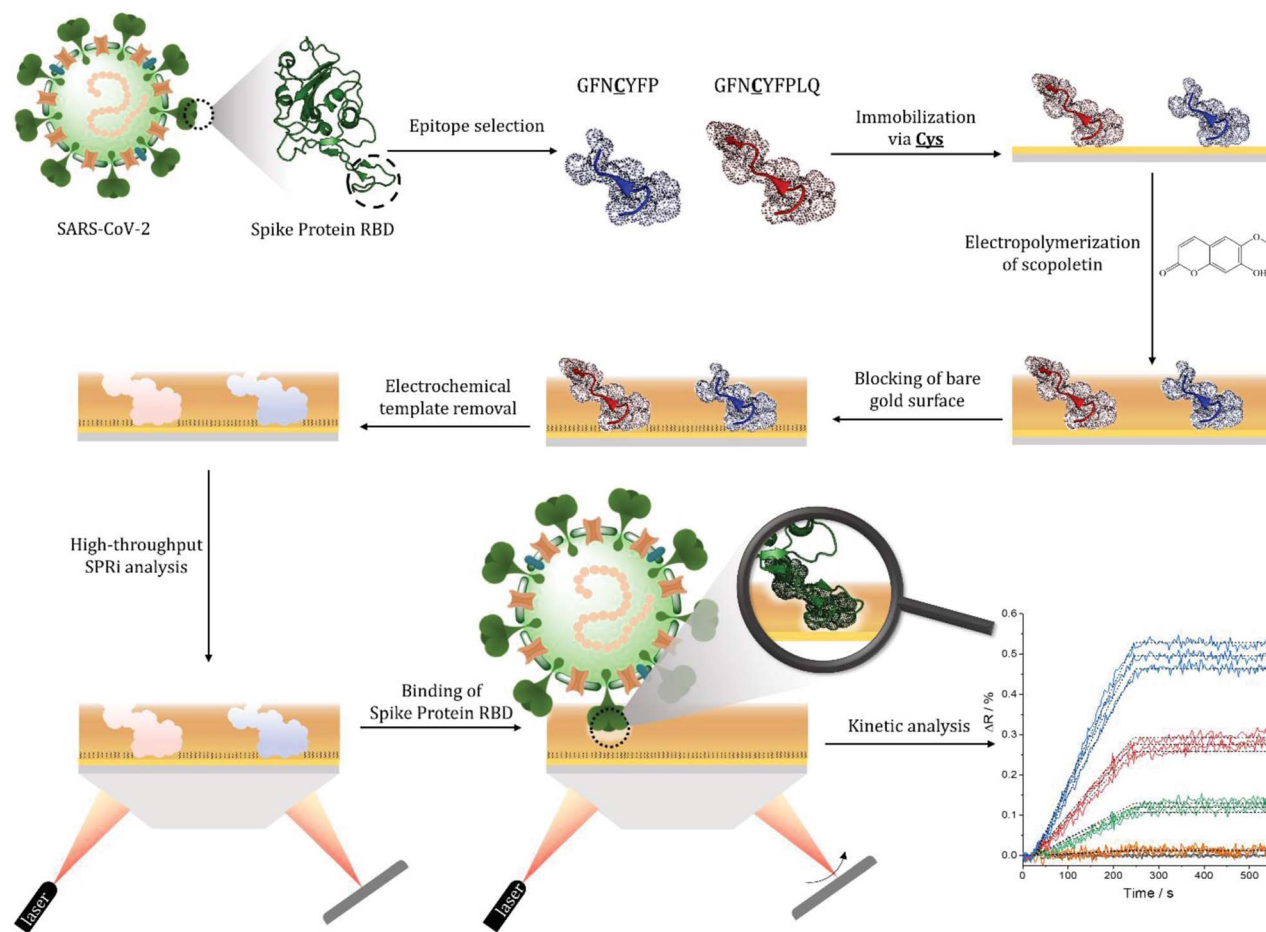 GFNCYFP
GFNCYFPLQ
Epitope selection
Immobilization
via Cys
SARS-CoV-2
Spike Protein RBD
Electropolymerization
of scopoletin
O
O
O
OH
Electrochemical
template removal
Blocking of bare
gold surface
High-throughput
SPRi analysis
Binding of
Spike Protein RBD
Kinetic analysis
laser
laser
ΔR / %
0.6
0.5
0.4
0.3
0.2
0.1
0.0
0 100 200 300 400 500
Time / s